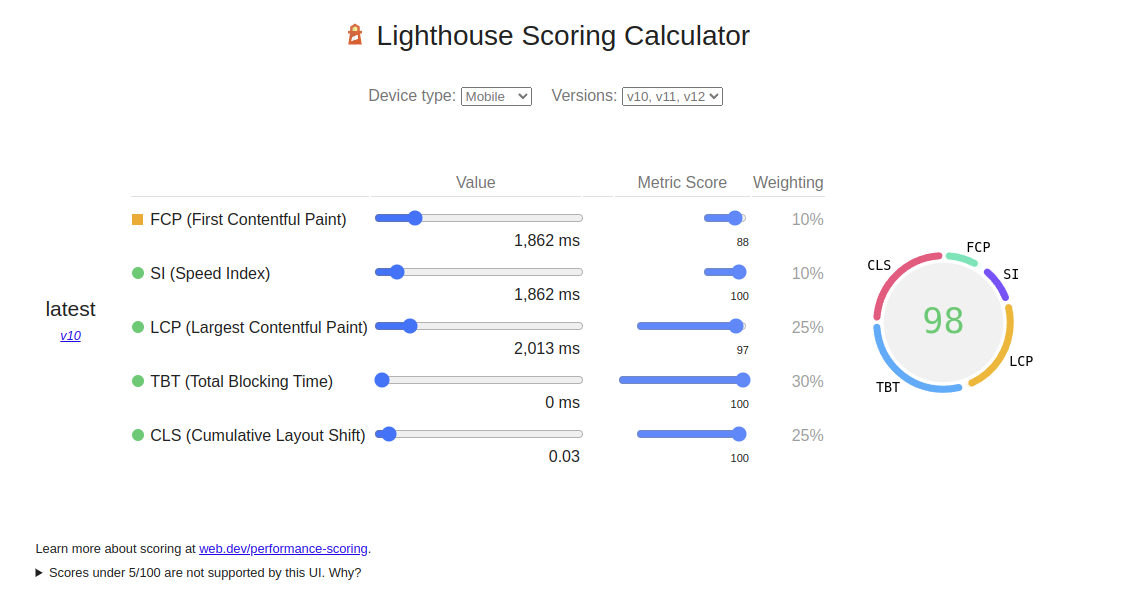 Lighthouse Scoring Calculator
Device type: Mobile Versions: v10, v11, v12
Value Metric Score Weighting
FCP (First Contentful Paint) 10%
1,862 ms 88
SI (Speed Index) 10%
1,862 ms 100
latest
v10
LCP (Largest Contentful Paint) 25%
2,013 ms 97
TBT (Total Blocking Time) 30%
0 ms 100
CLS (Cumulative Layout Shift) 25%
0.03 100
FCP
SI
LCP
TBT
CLS
98
Learn more about scoring at web.dev/performance-scoring.
Scores under 5/100 are not supported by this UI. Why?